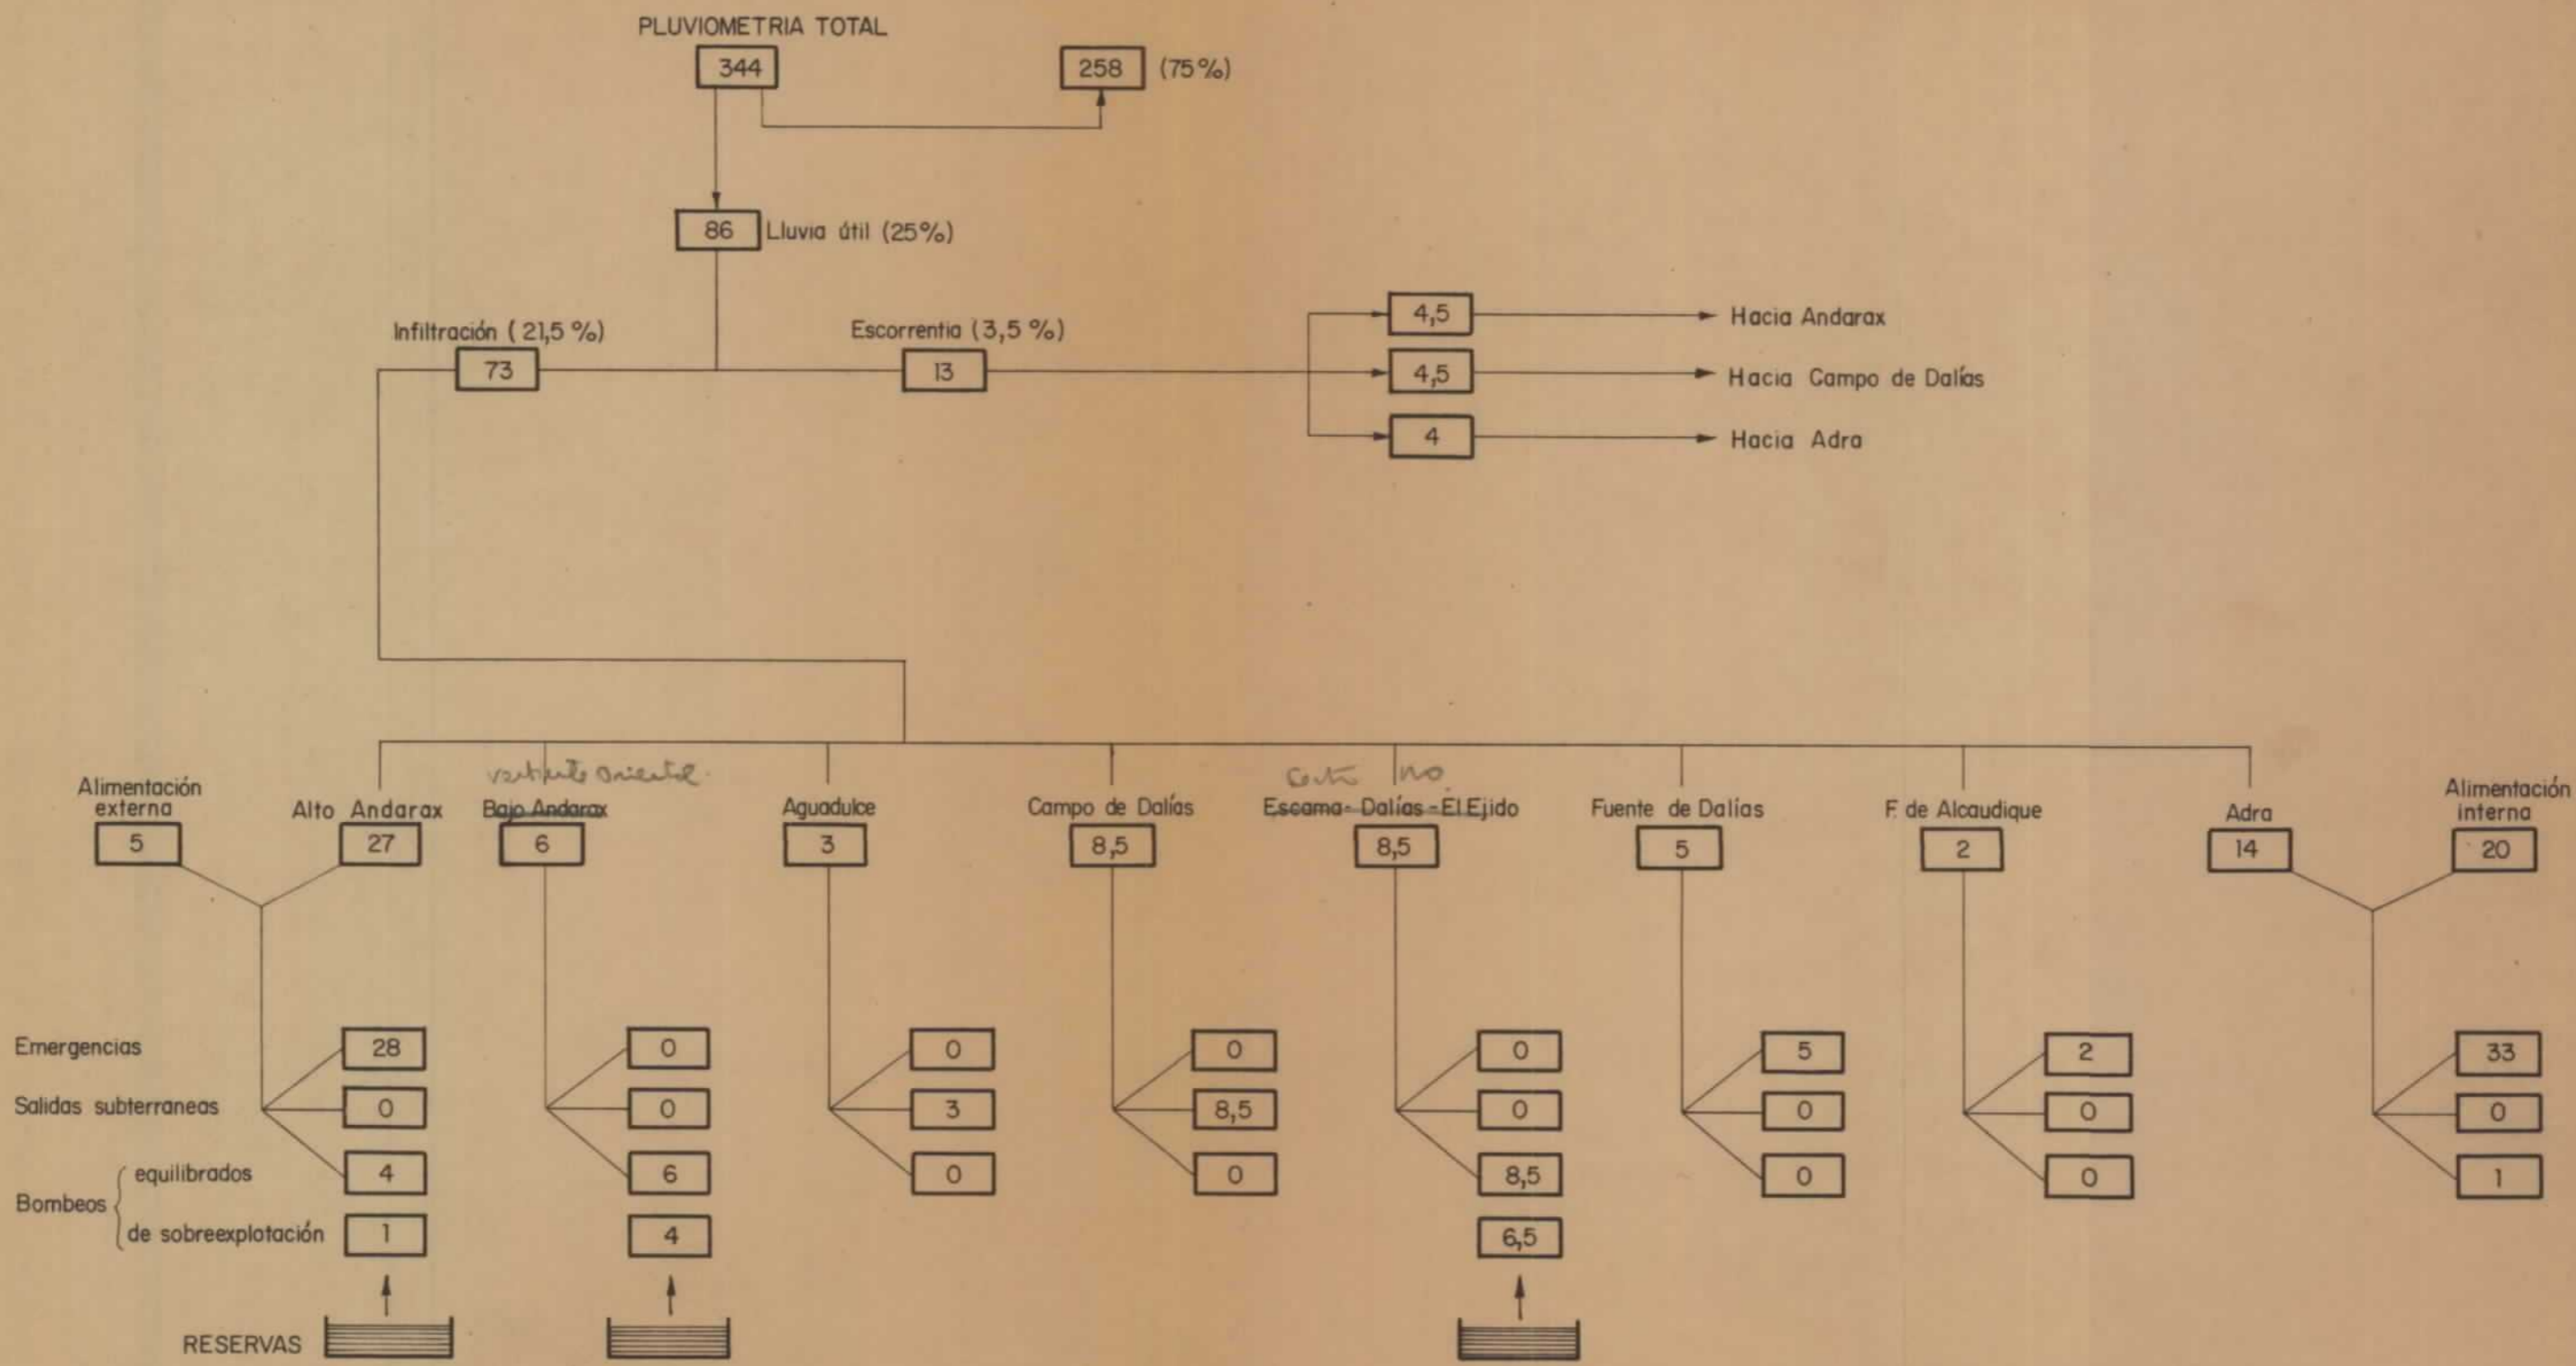 PLUVIOMETRIA TOTAL
344
258 (75%)
86 Lluvia útil (25%)
Infiltración (21,5 %)
73
Escorrentia (3,5 %)
13
4,5 Hacia Andarax
4,5 Hacia Campo de Dalías
4 Hacia Adra
oriental
no
Alimentación
externa
5
Alto Andarax
27
Bajo Andarax
6
Aguadulce
3
Campo de Dalías
8,5
Escama-Dalías-El Ejido
8,5
Fuente de Dalías
5
F. de Alcaudique
2
Adra
14
Alimentación
interna
20
Emergencias 28 0 0 0 0 5 2 33
Salidas subterraneas 0 0 3 8,5 0 0 0 0
Bombeos
equilibrados 4 6 0 0 8,5 0 0 1
de sobreexplotación 1 4 6,5
RESERVAS